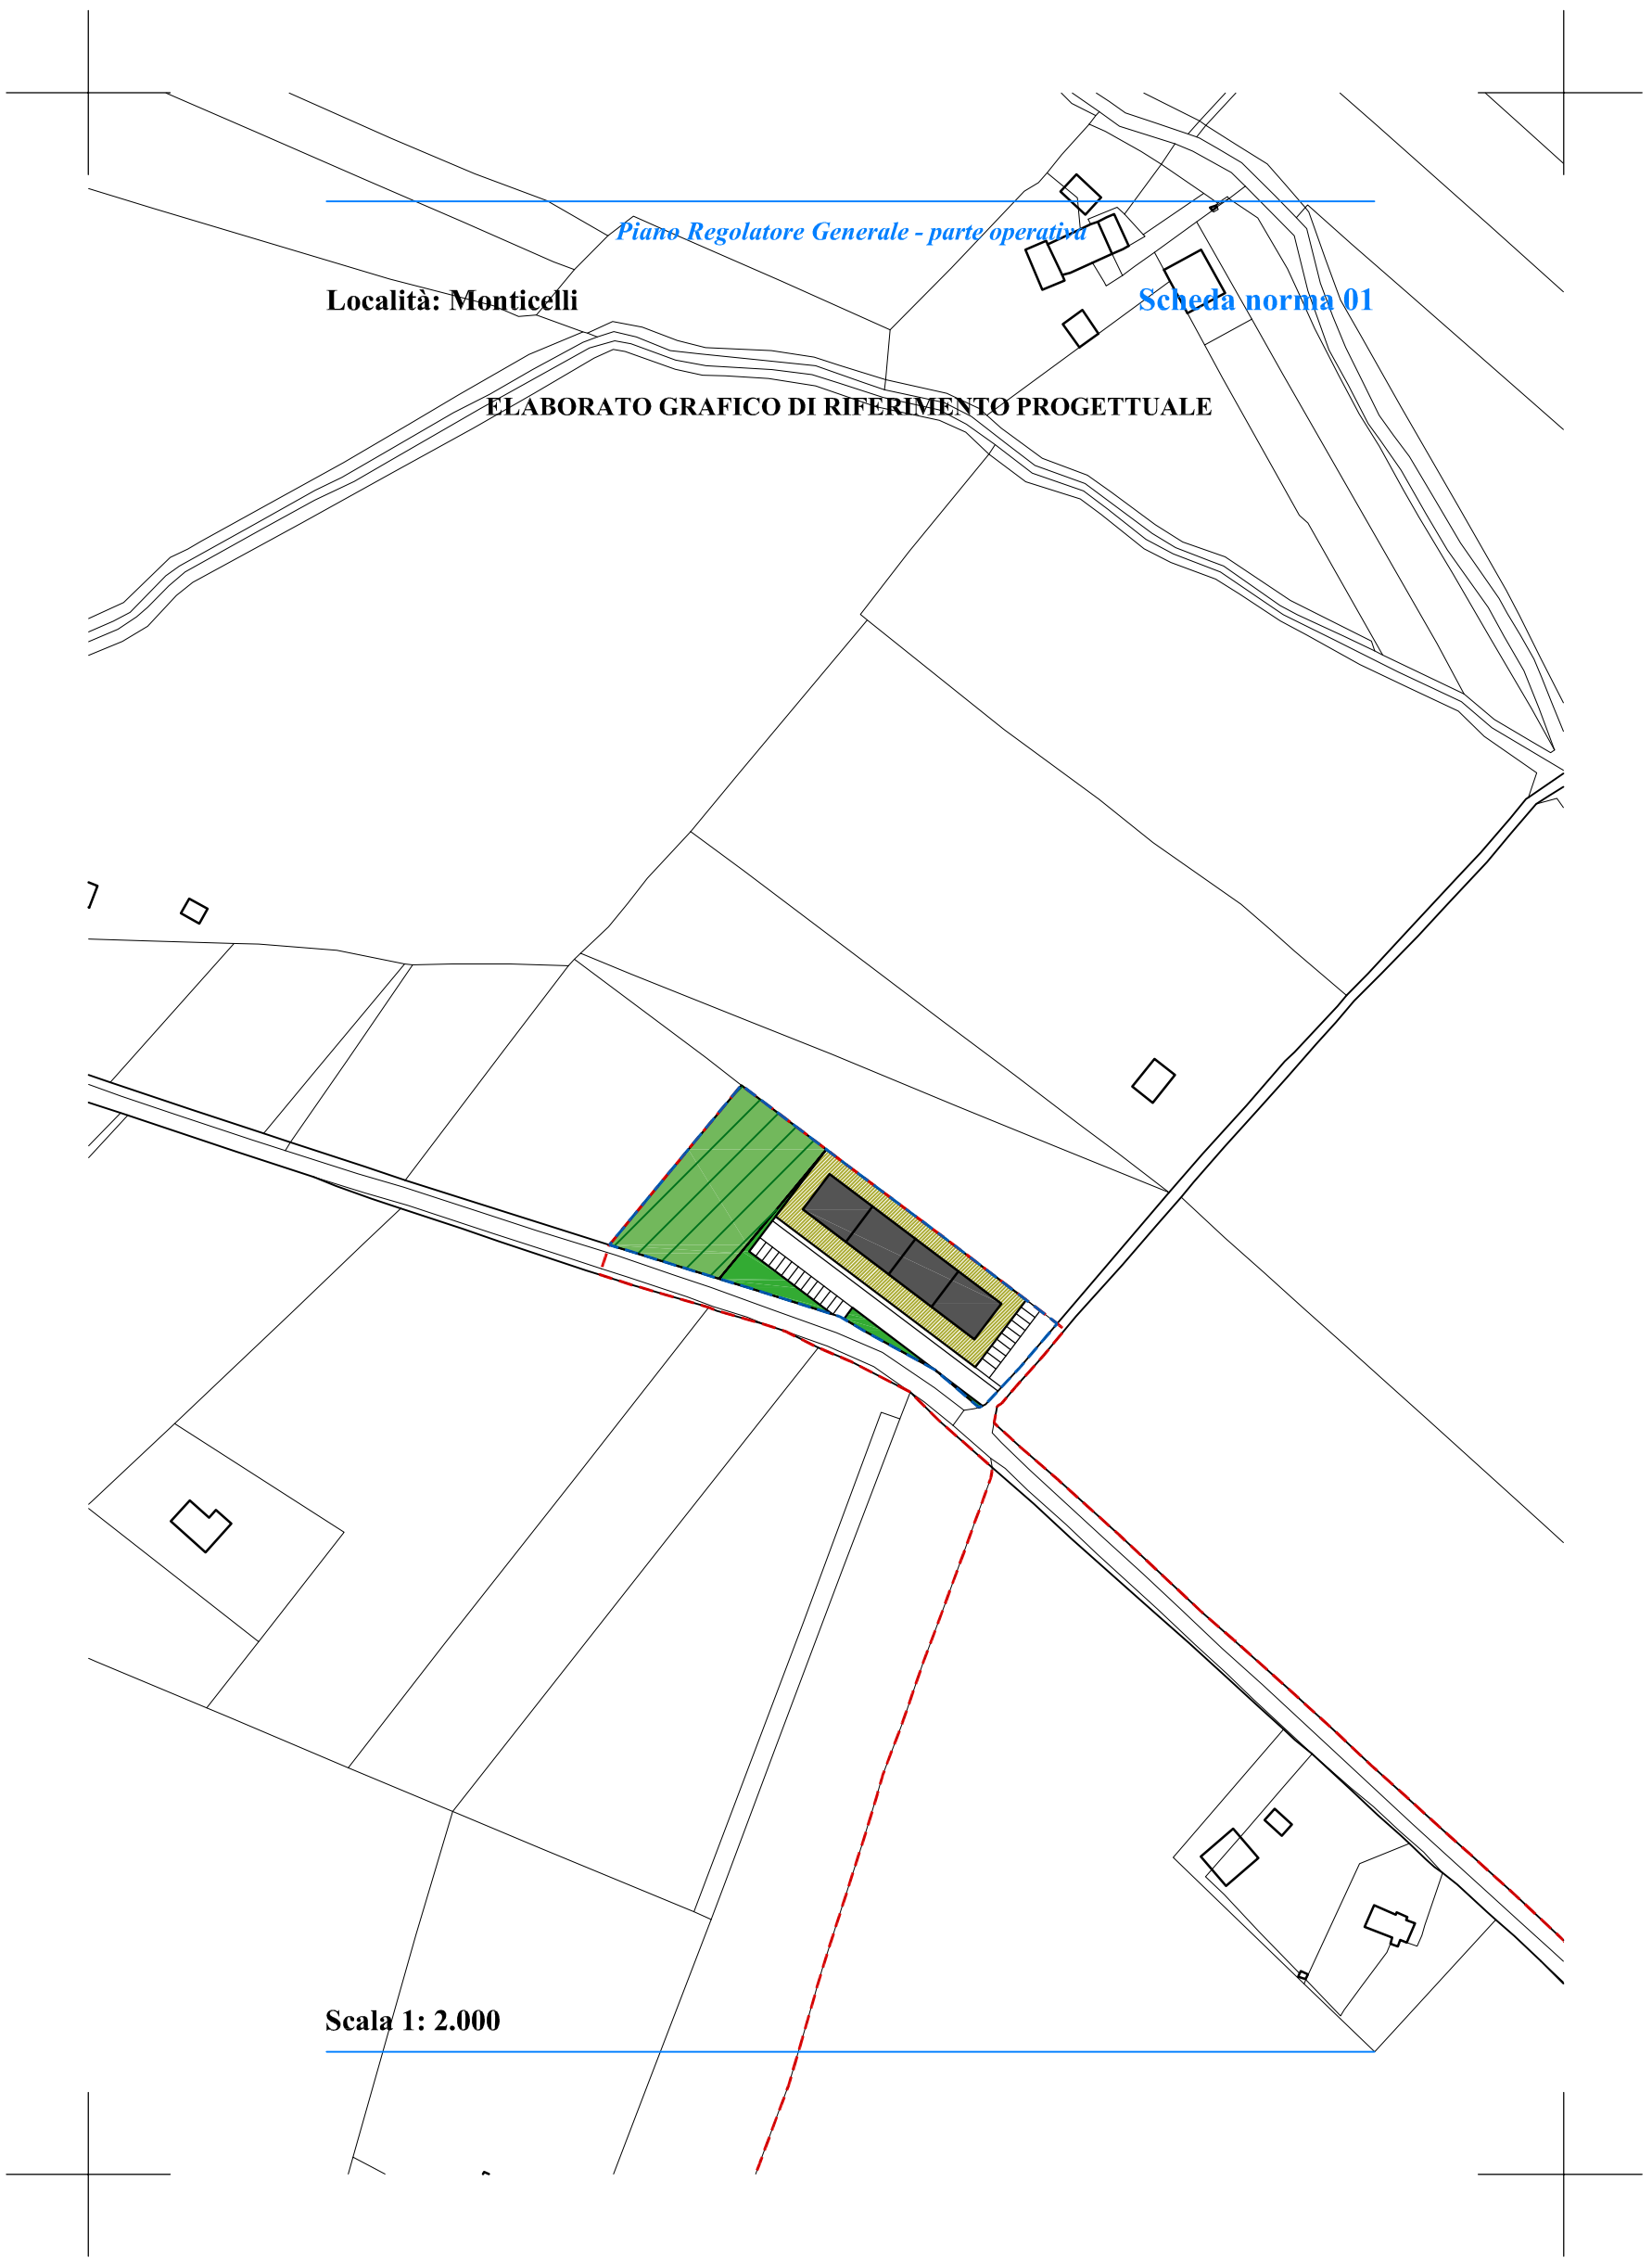 Piano Regolatore Generale - parte operativa
Località: Monticelli
Scheda norma 01
ELABORATO GRAFICO DI RIFERIMENTO PROGETTUALE
Scala 1: 2.000